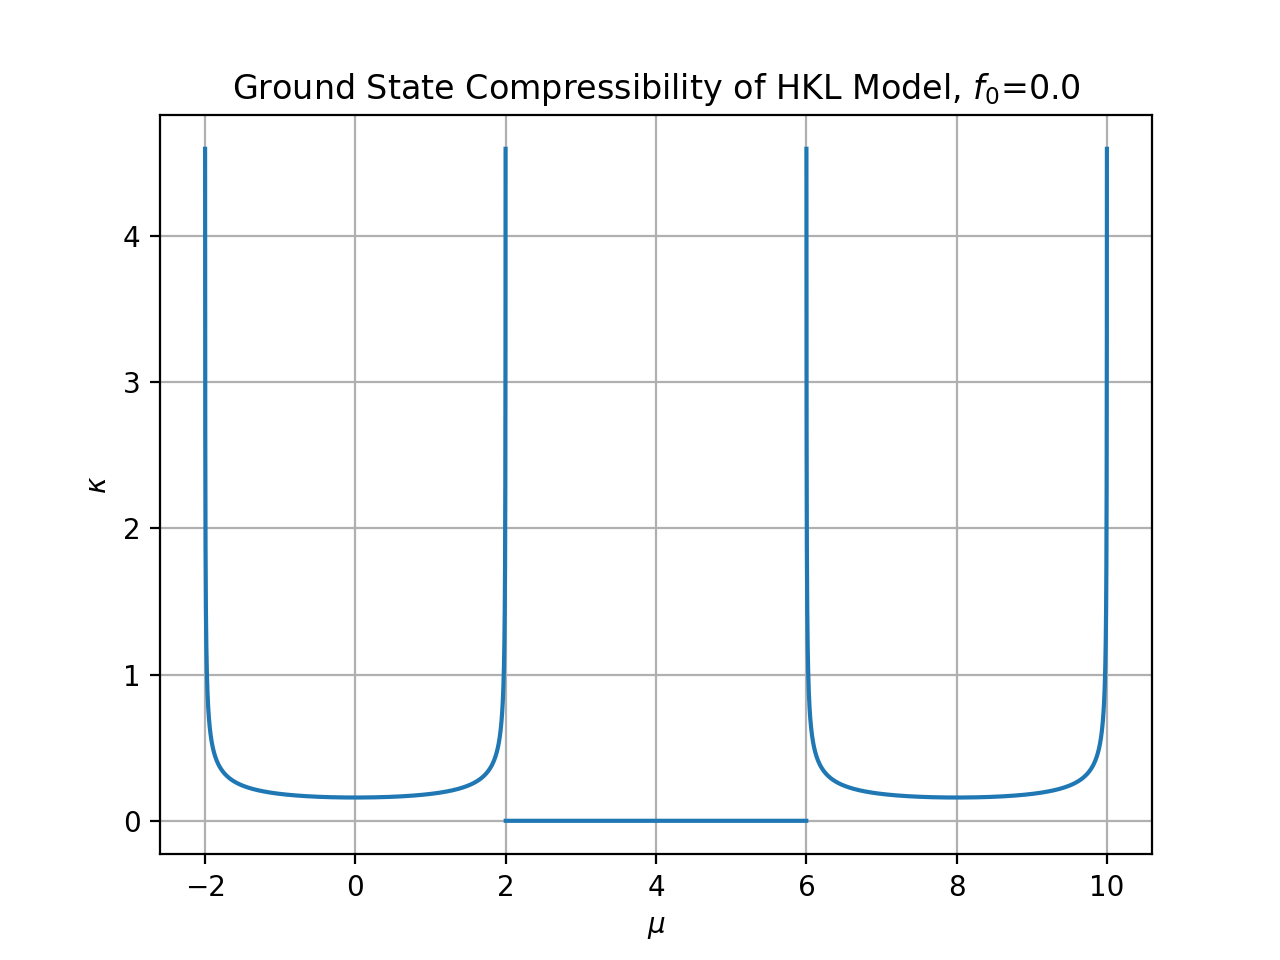 Ground State Compressibility of HKL Model, f₀=0.0
4
3
2
1
0
κ
−2 0 2 4 6 8 10
μ